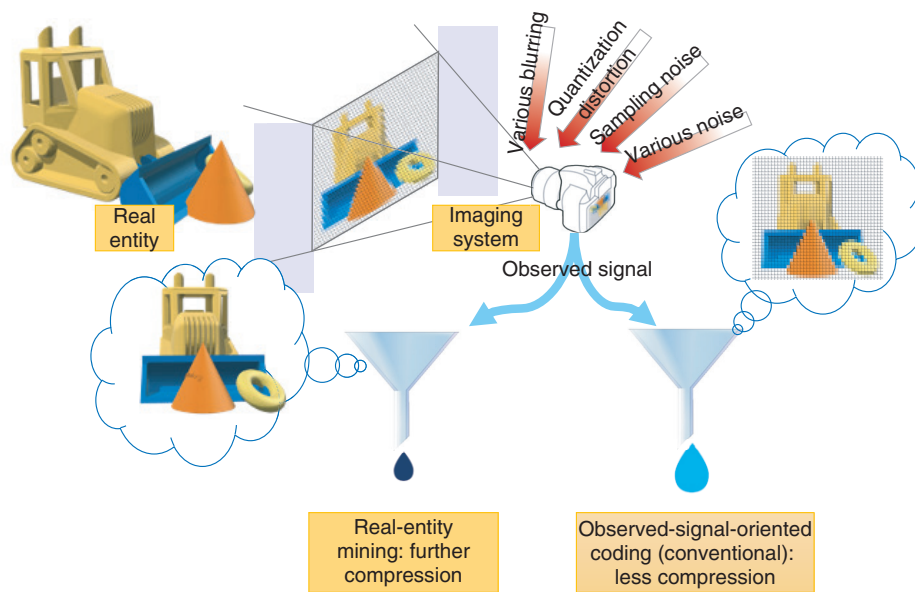 Various blurring
Quantization
distortion
Sampling noise
Various noise
Real
entity
Imaging
system
Observed signal
Real-entity
mining: further
compression
Observed-signal-oriented
coding (conventional):
less compression